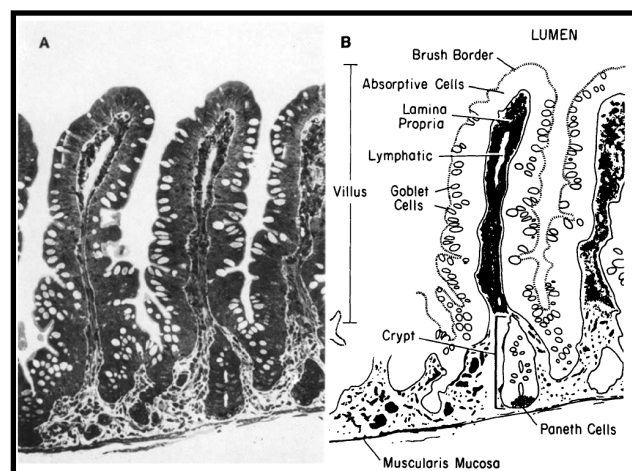 A
B
LUMEN
Brush Border
Absorptive Cells
Lamina
Propria
Lymphatic
Villus
Goblet
Cells
Crypt
Paneth Cells
Muscularis Mucosa